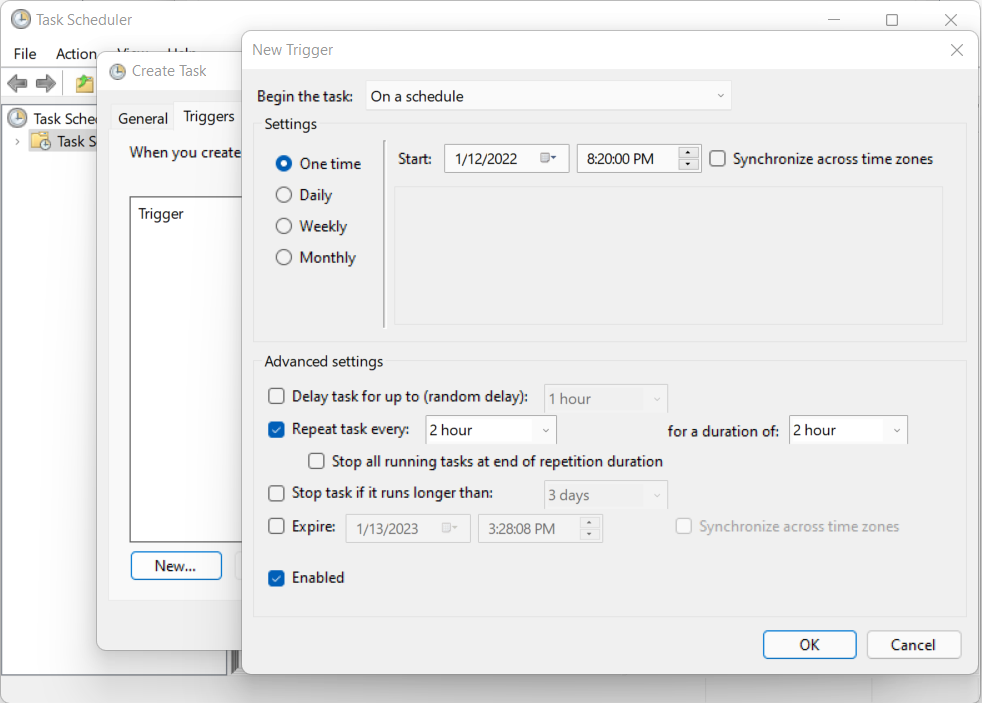 Task Scheduler
File Action View Help
New Trigger
Create Task
Begin the task: On a schedule
Task Sche
General Triggers
Task S
When you create
Settings
One time
Start: 1/12/2022 8:20:00 PM Synchronize across time zones
Daily
Trigger
Weekly
Monthly
Advanced settings
Delay task for up to (random delay): 1 hour
Repeat task every: 2 hour for a duration of: 2 hour
Stop all running tasks at end of repetition duration
Stop task if it runs longer than: 3 days
Expire: 1/13/2023 3:28:08 PM Synchronize across time zones
New...
Enabled
OK Cancel